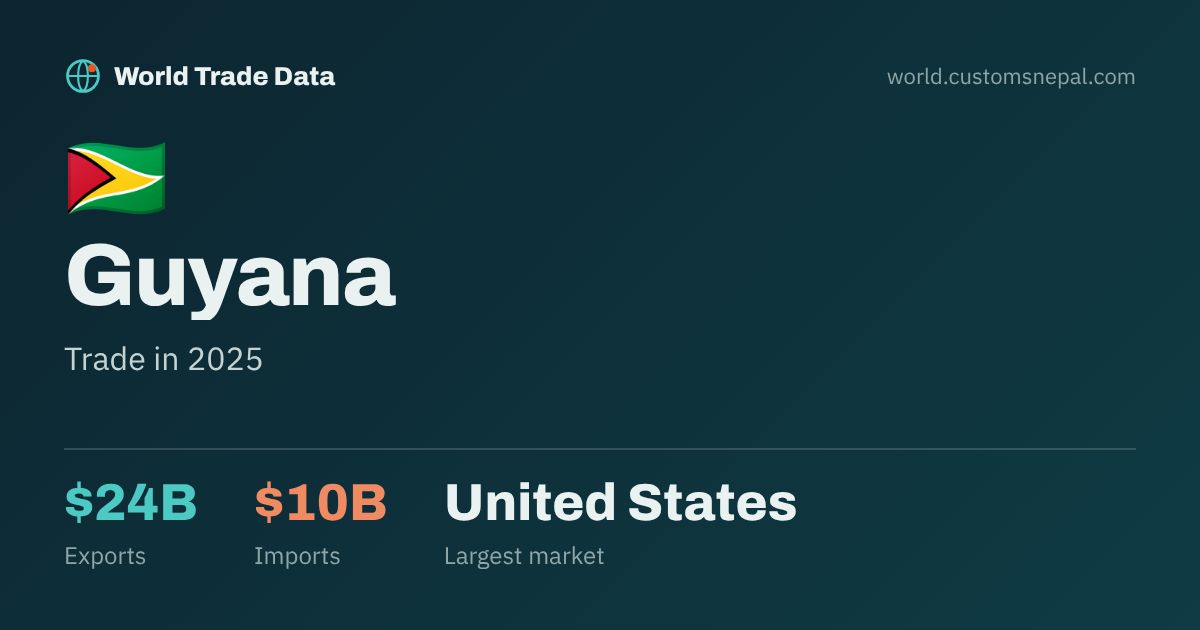 World Trade Data
world.customsnepal.com
Guyana
Trade in 2025
$24B
$10B
United States
Exports
Imports
Largest market